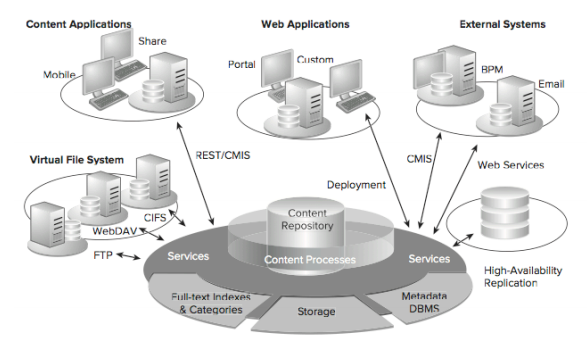 Content Applications
Web Applications
External Systems
Share
Mobile
Portal
Custom
BPM
Email
REST/CMIS
CMIS
Web Services
Virtual File System
Deployment
CIFS
WebDAV
FTP
Content
Repository
Services
Content Processes
Services
High-Availability
Replication
Full-text Indexes
& Categories
Storage
Metadata
DBMS